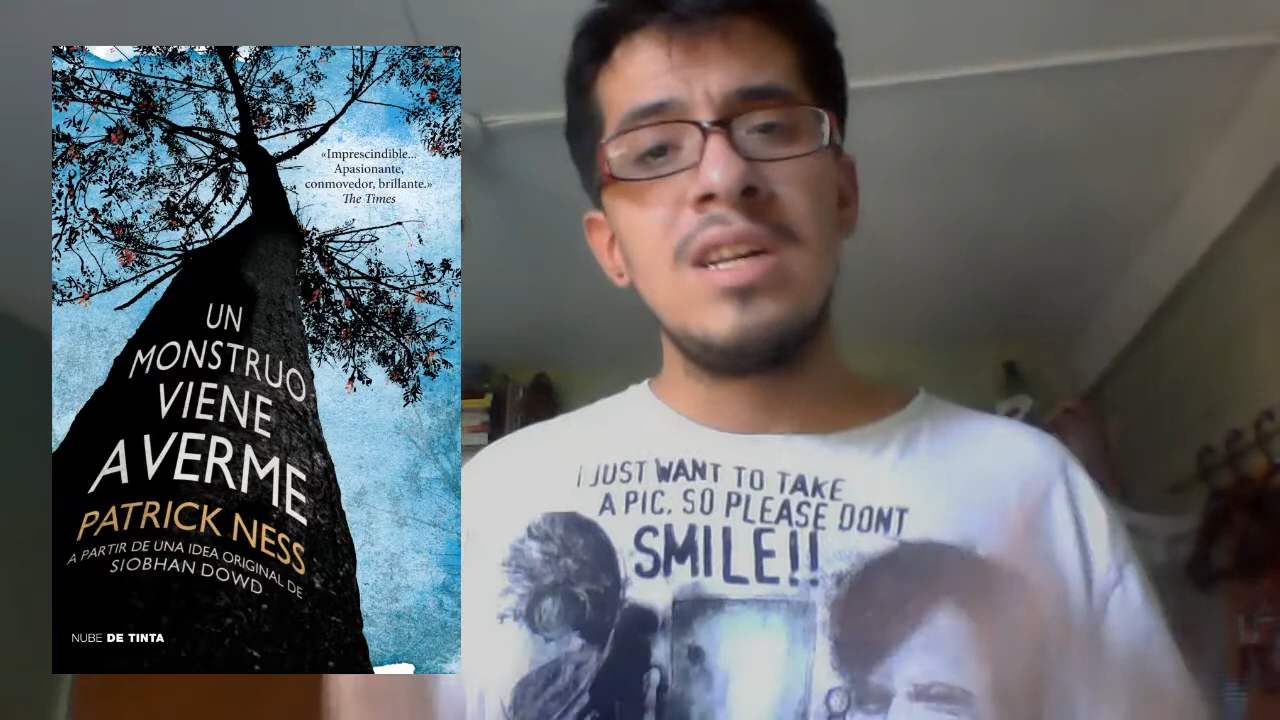 «Imprescindible...
Apasionante,
conmovedor, brillante.»
The Times
UN
MONSTRUO
VIENE
A VERME
PATRICK NESS
A PARTIR DE UNA IDEA ORIGINAL DE
SIOBHAN DOWD
NUBE DE TINTA
I JUST WANT TO TAKE
A PIC, SO PLEASE DONT
SMILE!!